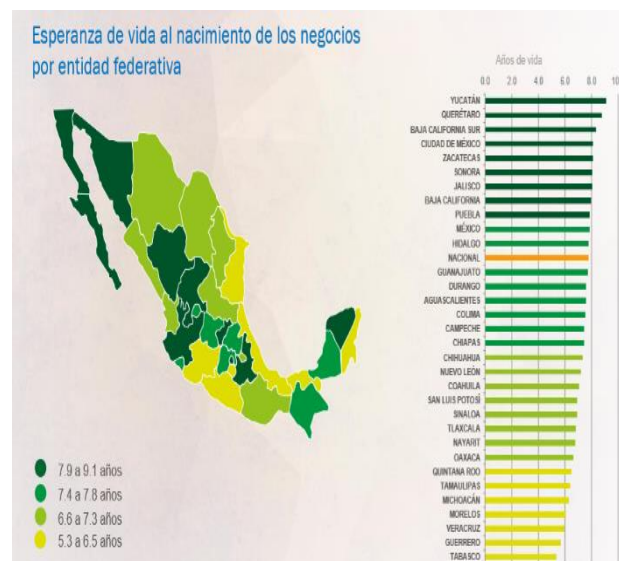 Esperanza de vida al nacimiento de los negocios
por entidad federativa
Años de vida
0.0 2.0 4.0 6.0 8.0
YUCATÁN
QUERÉTARO
BAJA CALIFORNIA SUR
CIUDAD DE MÉXICO
ZACATECAS
SONORA
JALISCO
BAJA CALIFORNIA
PUEBLA
MÉXICO
HIDALGO
NACIONAL
GUANAJUATO
DURANGO
AGUASCALIENTES
COLIMA
CAMPECHE
CHIAPAS
CHIHUAHUA
NUEVO LEÓN
COAHUILA
SAN LUIS POTOSÍ
SINALOA
TLAXCALA
NAYARIT
OAXACA
QUINTANA ROO
TAMAULIPAS
MICHOACÁN
MORELOS
VERACRUZ
GUERRERO
TABASCO
7.9 a 9.1 años
7.4 a 7.8 años
6.6 a 7.3 años
5.3 a 6.5 años